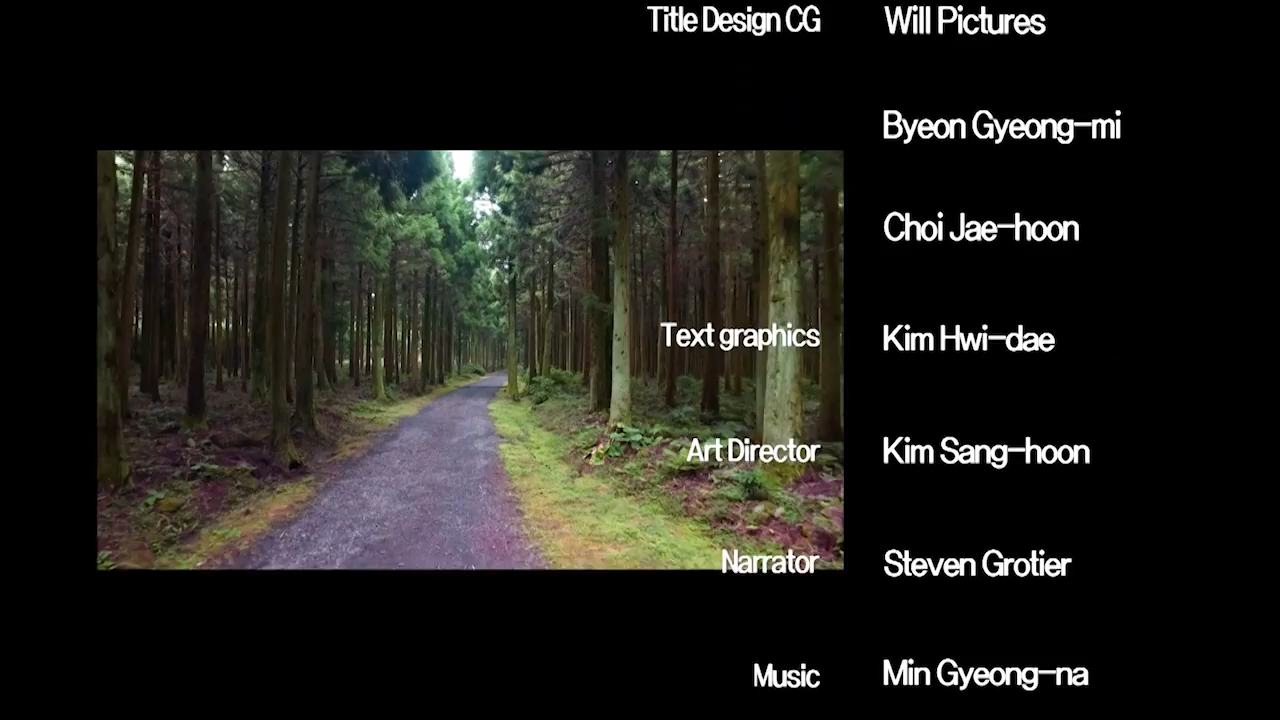 Title Design CG Will Pictures
Byeon Gyeong-mi
Choi Jae-hoon
Text graphics Kim Hwi-dae
Art Director Kim Sang-hoon
Narrator Steven Grotier
Music Min Gyeong-na